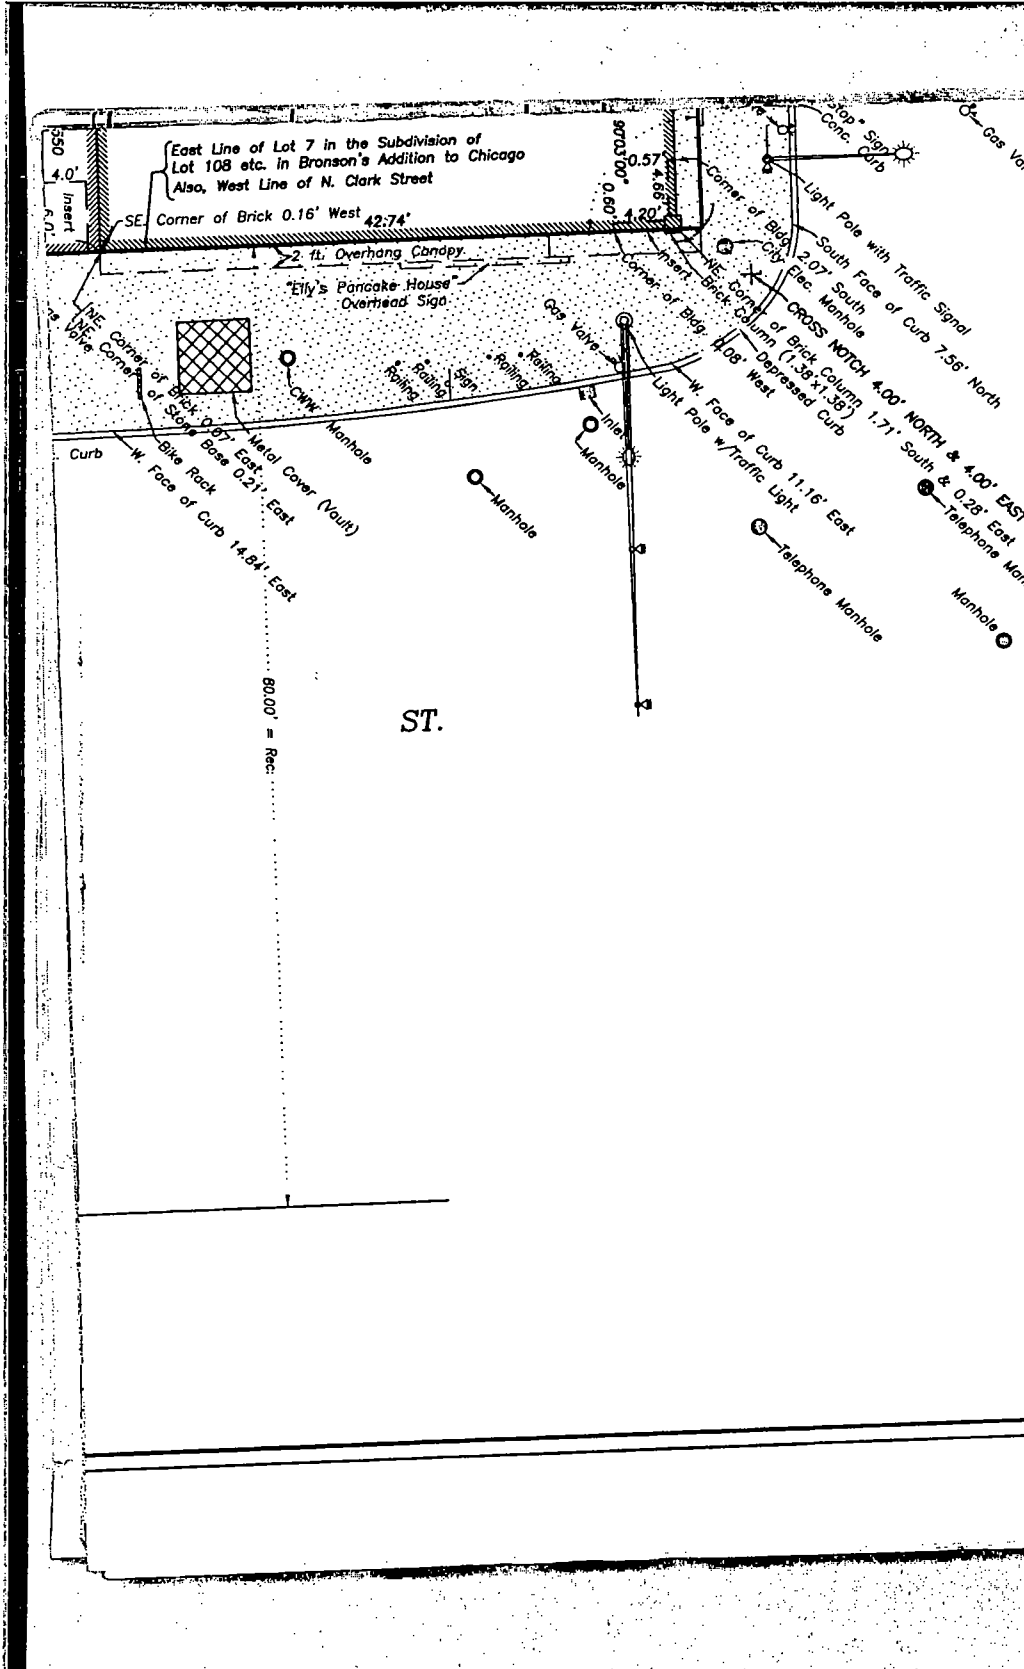 East Line of Lot 7 in the Subdivision of
Lot 108 etc. in Bronson's Addition to Chicago
Also, West Line of N. Clark Street
SE. Corner of Brick 0.16' West
42.74'
550
4.0'
Insert
6.0
90°03'00"
0.57
4.66'
0.60'
4.20'
2 ft. Overhang Canopy
"Elly's Pancake House"
Overhead Sign
Stop" Sign
Conc. Curb
Gas
Light Pole with Traffic Signal
South Face of Curb 7.56' North
Corner of Bldg.
2.07' South
City Elec. Manhole
CROSS NOTCH 4.00' NORTH & 4.00' EAST
NE. Corner of Brick Column 1.71' South & 0.28' East
Brick Column (1.38'x1.38')
Insert
Depressed Curb
Corner of Bldg. 0.08' West
Gas Valve
W. Face of Curb 11.16' East
Light Pole w/Traffic Light
Railing
Railing
Sign
Railing
Railing
Inlet
Manhole
Manhole
CWW Manhole
Valve
NE. Corner of Brick 0.07' East
NE. Corner of Stone Base 0.21' East
Metal Cover (Vault)
Bike Rack
W. Face of Curb 14.84' East
Curb
Telephone Manhole
Telephone
Manhole
80.00' = Rec.
ST.